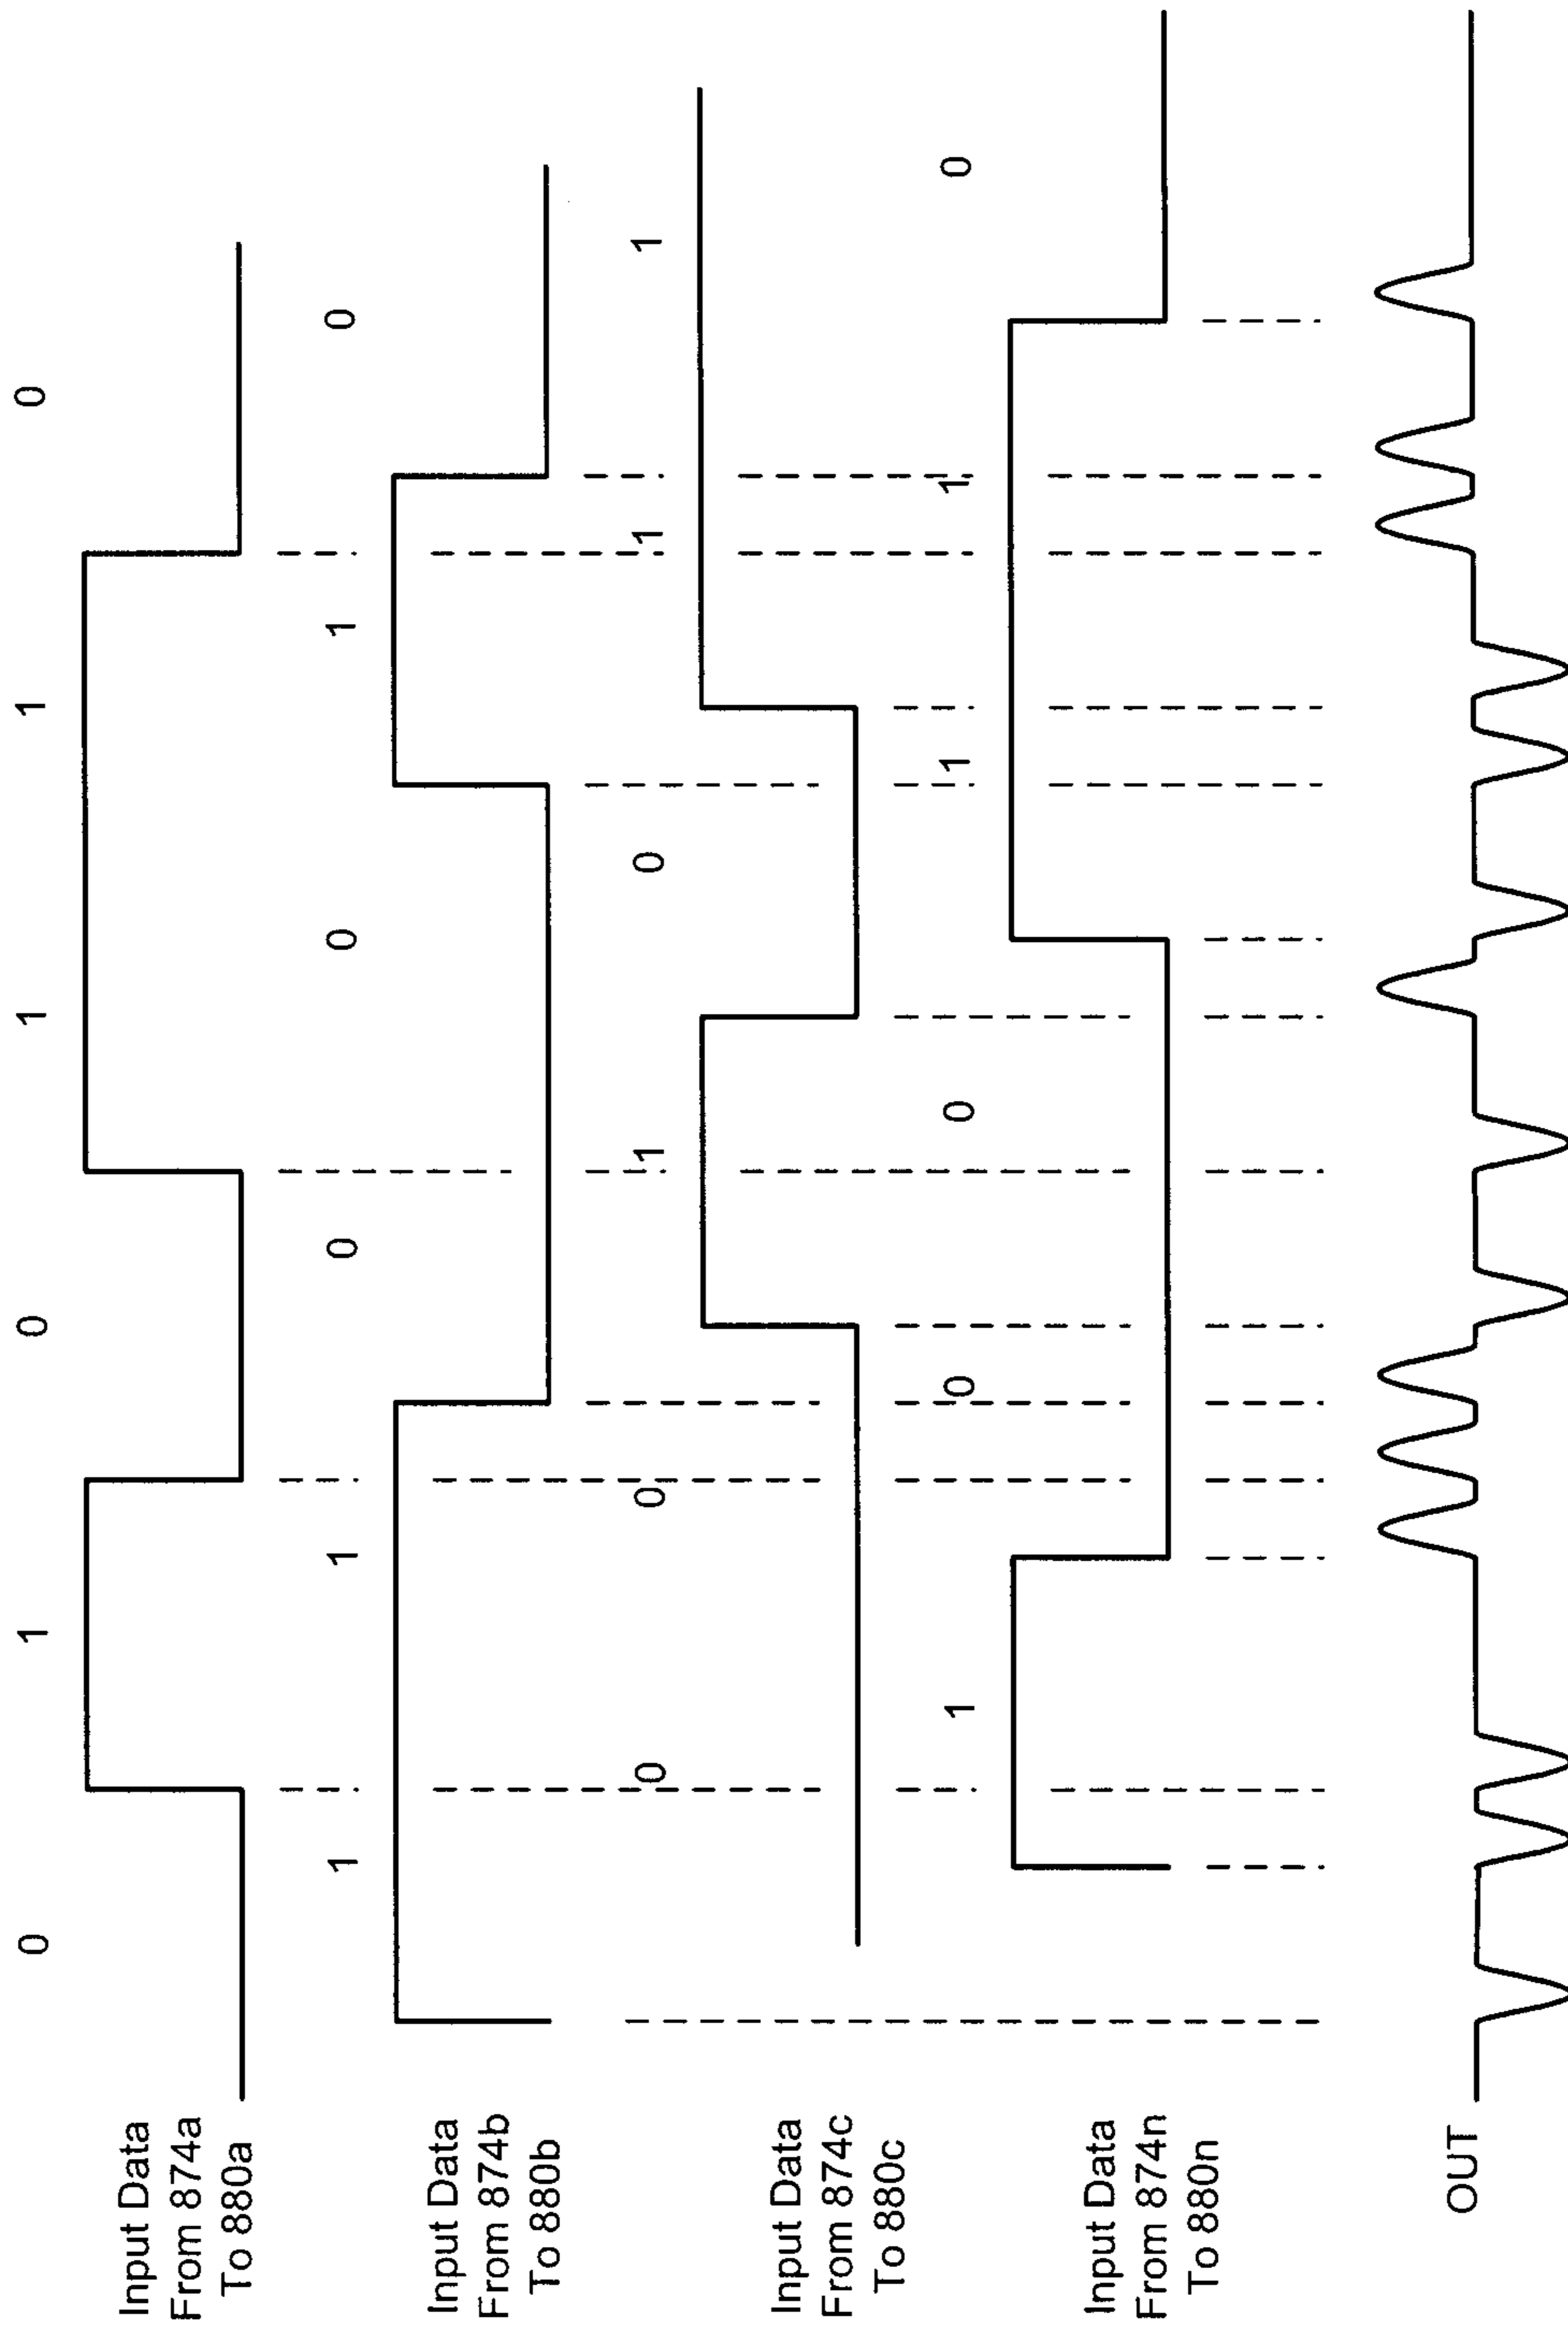 0 1 0 1 1 0
Input Data
From 874a
To 880a
1 1 0 0 1 0
Input Data
From 874b
To 880b
0 0 1 0 1 1
Input Data
From 874c
To 880c
1 0 0 1 1 0
Input Data
From 874n
To 880n
OUT